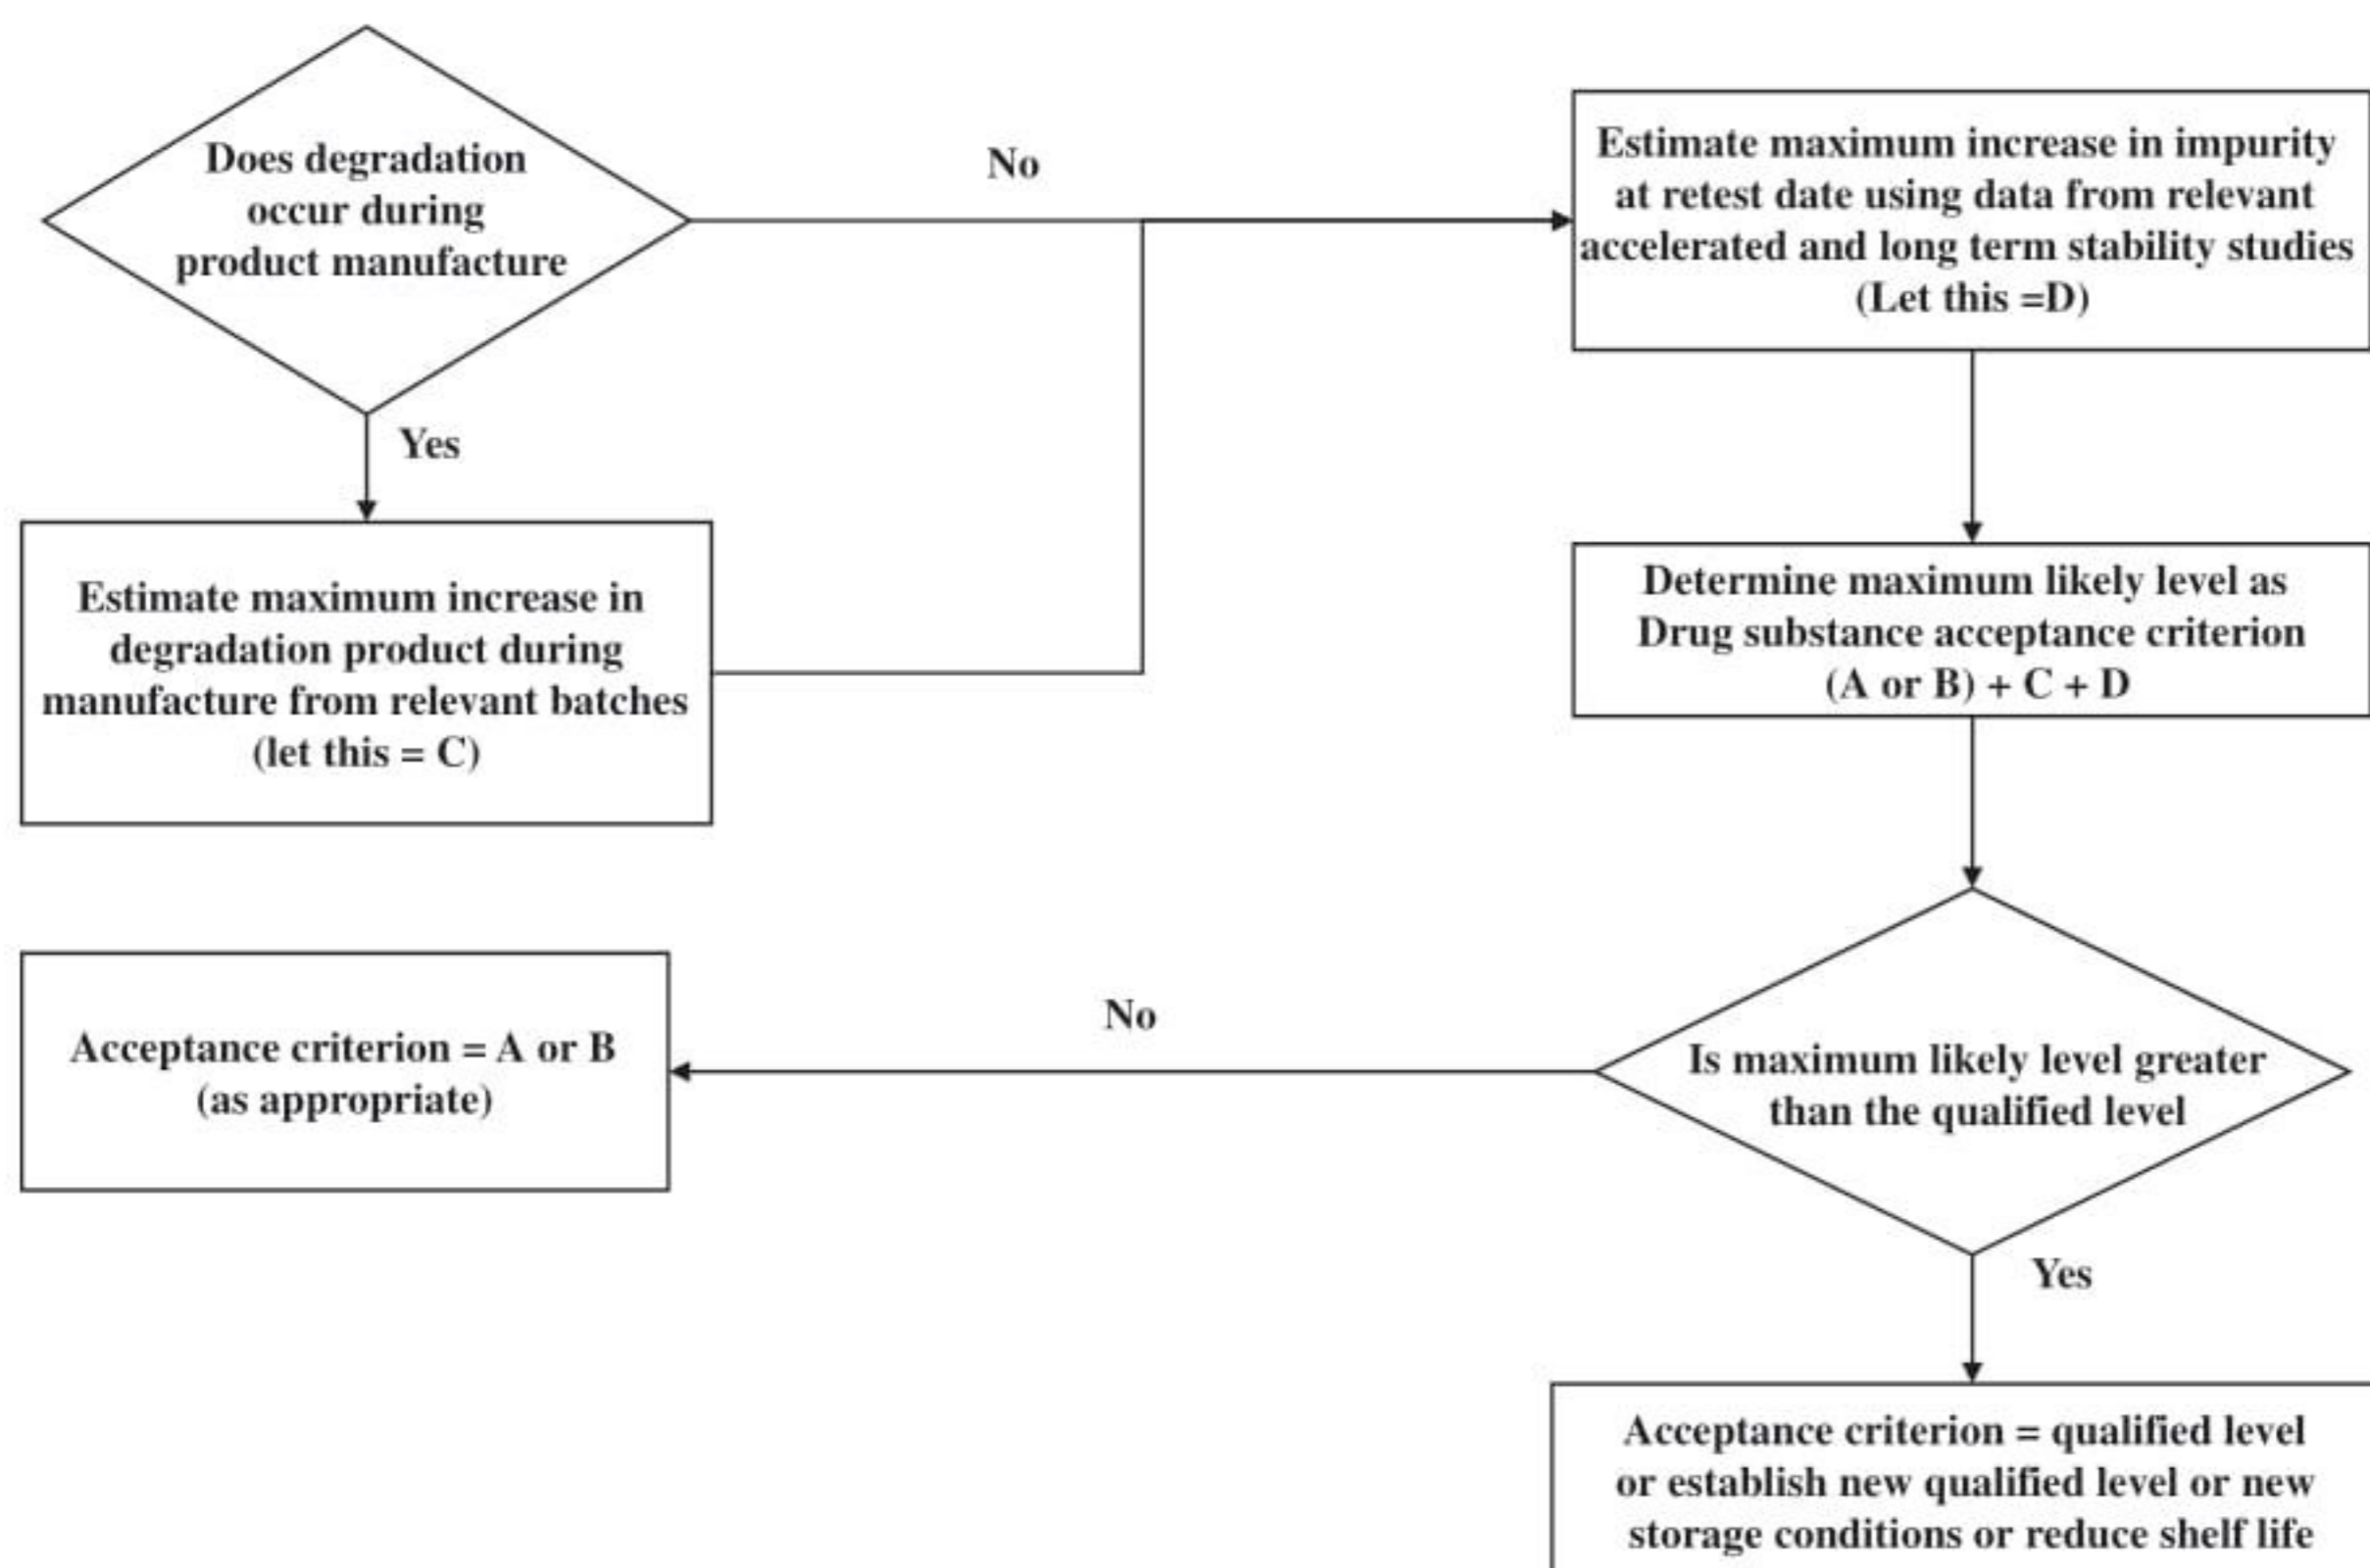 Does degradation
occur during
product manufacture
No
Estimate maximum increase in impurity
at retest date using data from relevant
accelerated and long term stability studies
(Let this =D)
Yes
Estimate maximum increase in
degradation product during
manufacture from relevant batches
(let this = C)
Determine maximum likely level as
Drug substance acceptance criterion
(A or B) + C + D
Acceptance criterion = A or B
(as appropriate)
No
Is maximum likely level greater
than the qualified level
Yes
Acceptance criterion = qualified level
or establish new qualified level or new
storage conditions or reduce shelf life